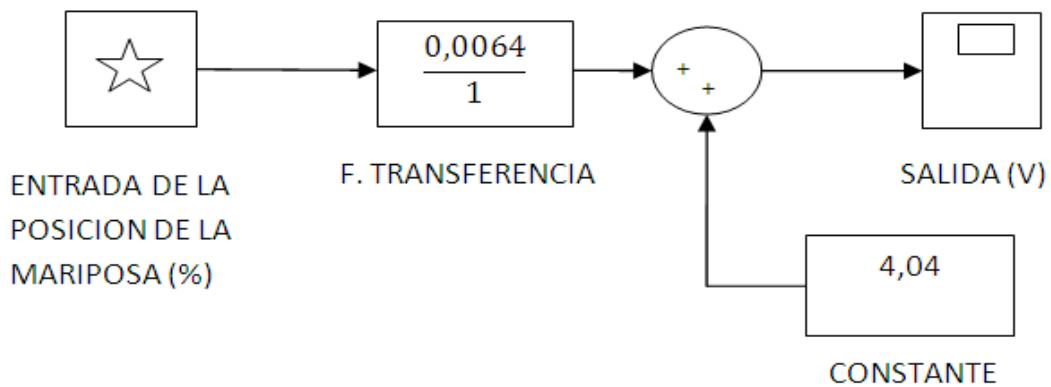 0,0064
1
+
+
ENTRADA DE LA
POSICION DE LA
MARIPOSA (%)
F. TRANSFERENCIA
SALIDA (V)
4,04
CONSTANTE